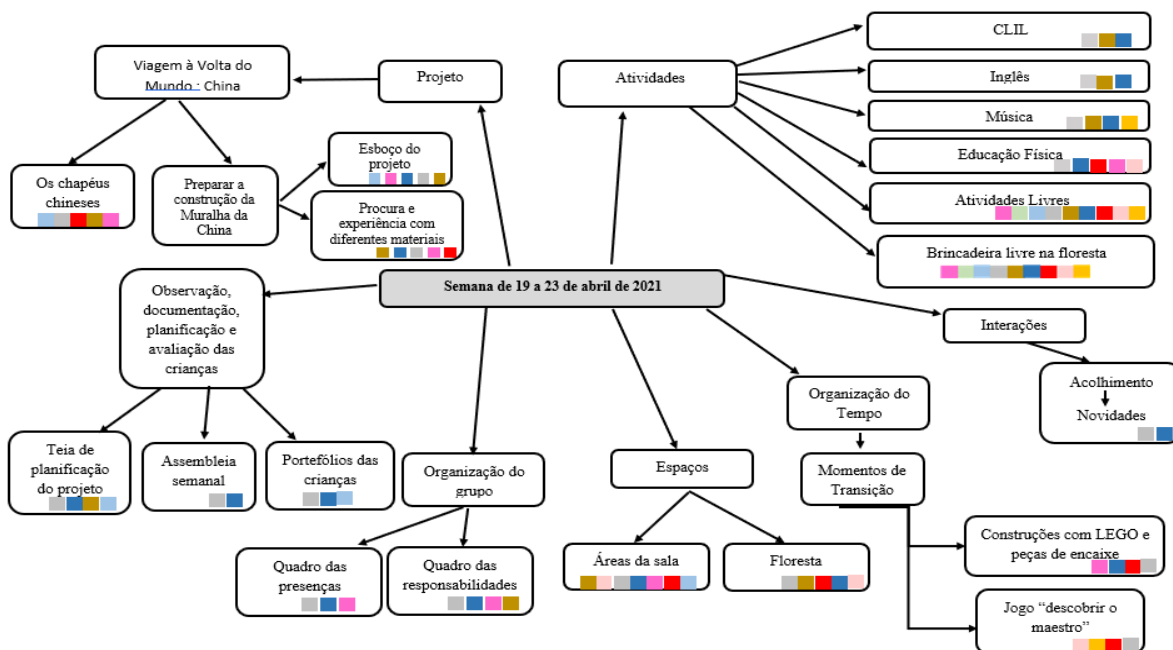 Viagem à Volta do
Mundo : China
Projeto
Atividades
CLIL
Inglês
Música
Educação Física
Atividades Livres
Brincadeira livre na floresta
Os chapéus
chineses
Preparar a
construção da
Muralha da
China
Esboço do
projeto
Procura e
experiência com
diferentes materiais
Semana de 19 a 23 de abril de 2021
Observação,
documentação,
planificação e
avaliação das
crianças
Interações
Acolhimento
Novidades
Organização do
Tempo
Teia de
planificação
do projeto
Assembleia
semanal
Portefólios das
crianças
Organização do
grupo
Espaços
Momentos de
Transição
Quadro das
presenças
Quadro das
responsabilidades
Áreas da sala
Floresta
Construções com LEGO e
peças de encaixe
Jogo “descobrir o
maestro”